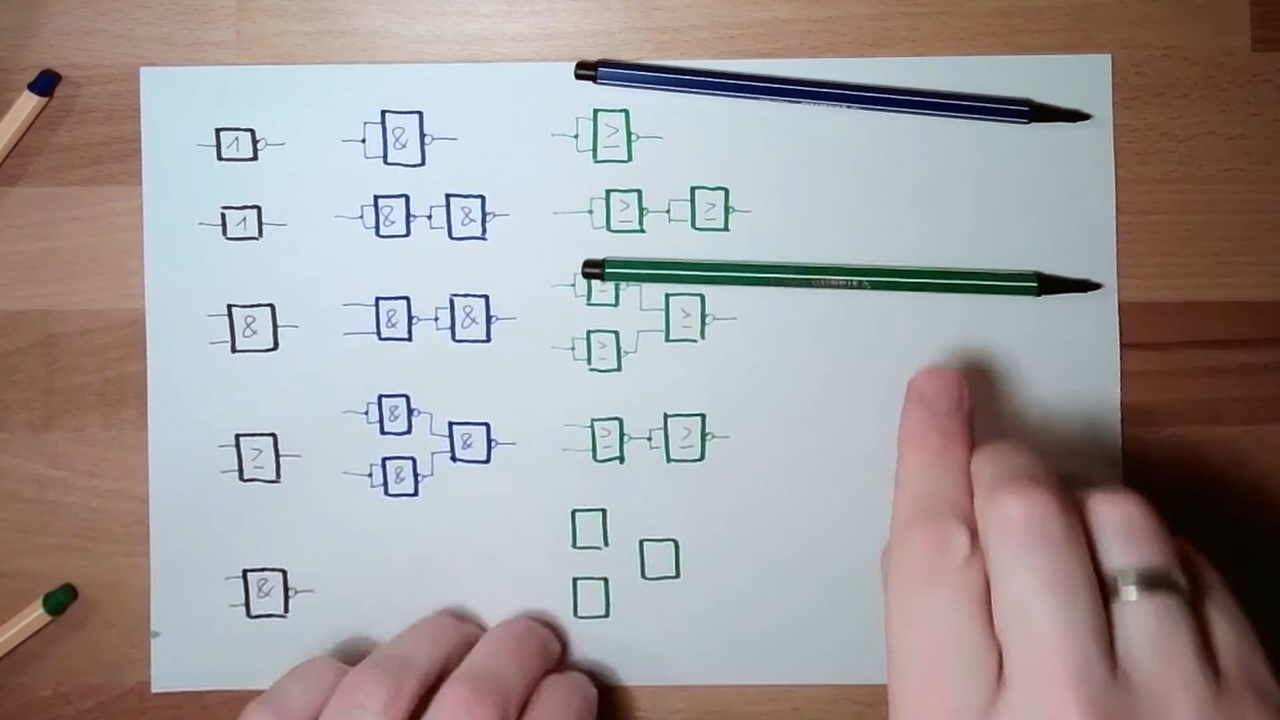 1 & ≥
1 & & ≥ ≥
& & & ≥ ≥ ≥
≥ & & & ≥ ≥
&